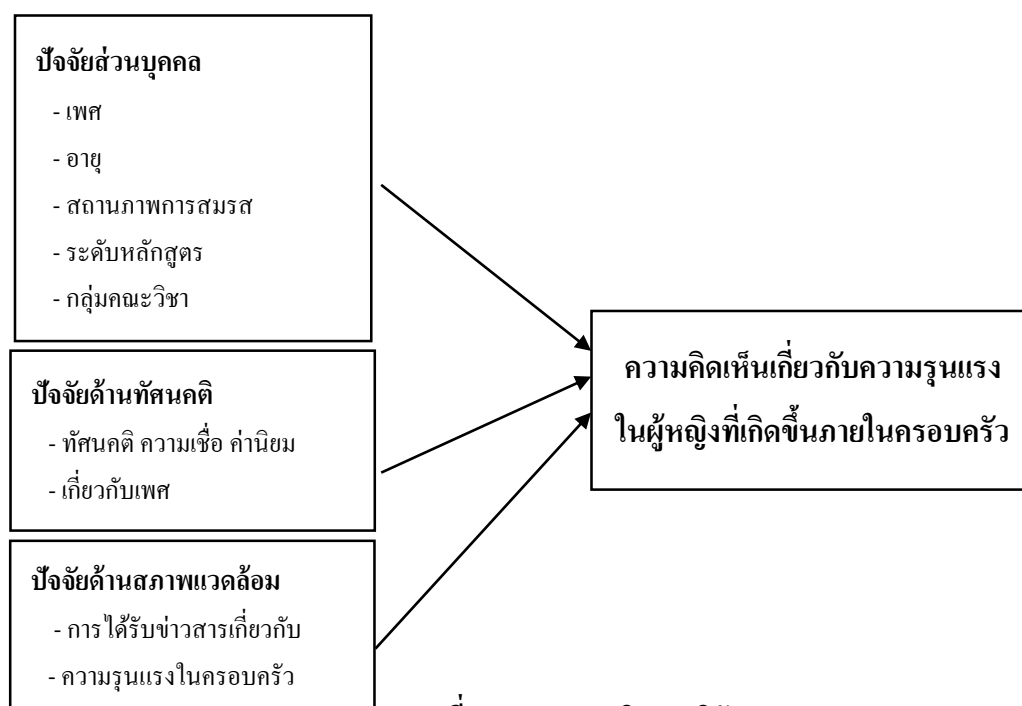 ปัจจัยส่วนบุคคล
- เพศ
- อายุ
- สถานภาพการสมรส
- ระดับหลักสูตร
- กลุ่มคณะวิชา
ปัจจัยด้านทัศนคติ
- ทัศนคติ ความเชื่อ ค่านิยม
- เกี่ยวกับเพศ
ปัจจัยด้านสภาพแวดล้อม
- การได้รับข่าวสารเกี่ยวกับ
- ความรุนแรงในครอบครัว
ความคิดเห็นเกี่ยวกับความรุนแรง
ในผู้หญิงที่เกิดขึ้นภายในครอบครัว